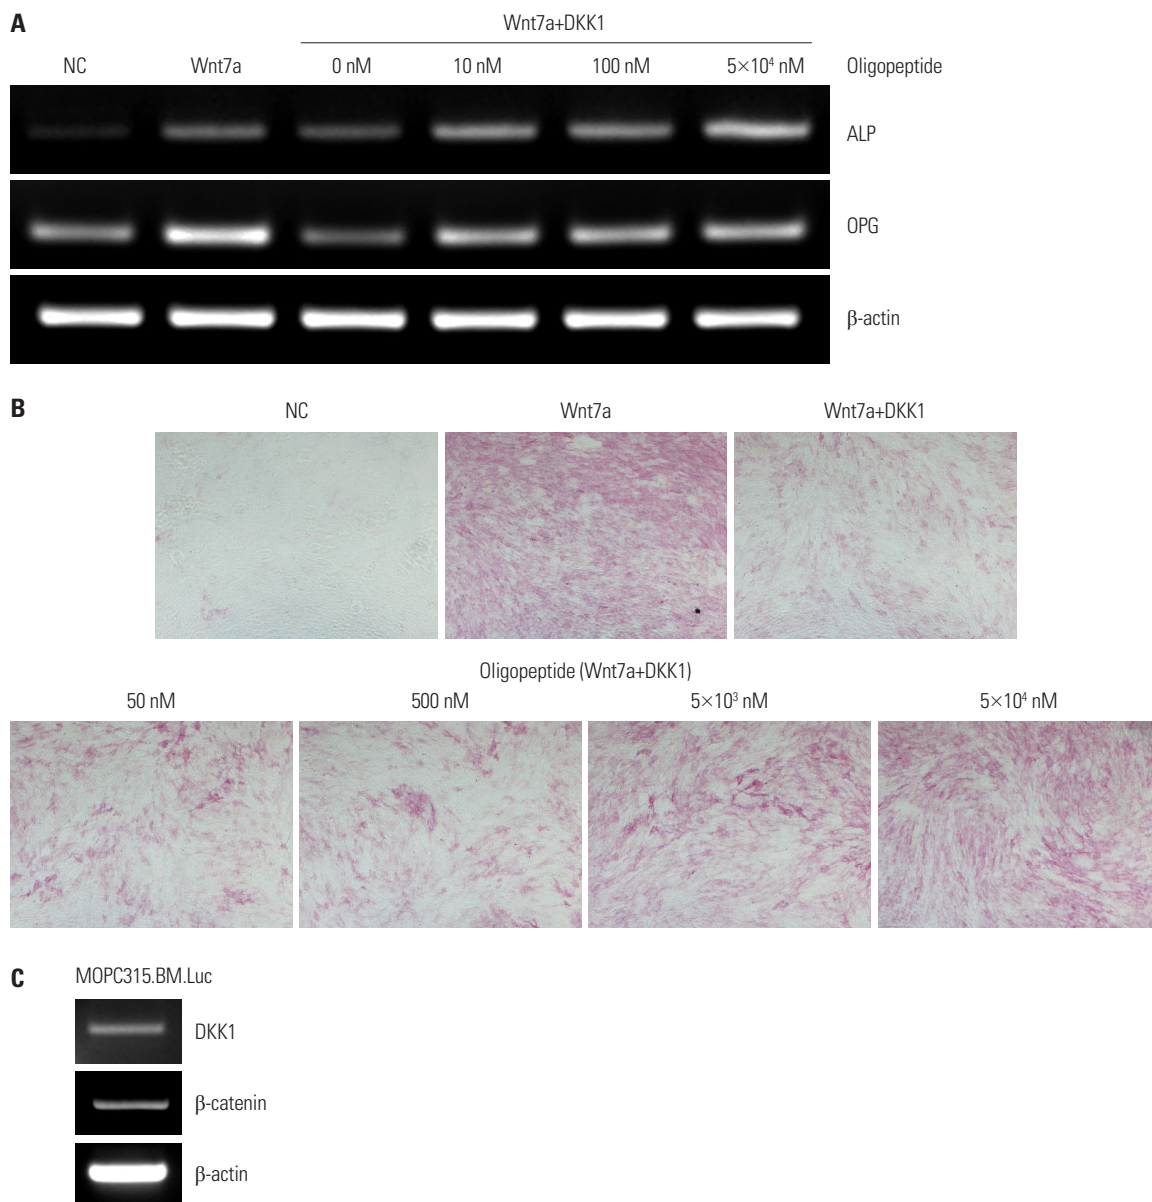 A
Wnt7a+DKK1
NC Wnt7a 0 nM 10 nM 100 nM 5×10⁴ nM Oligopeptide
ALP
OPG
β-actin
B
NC Wnt7a Wnt7a+DKK1
Oligopeptide (Wnt7a+DKK1)
50 nM 500 nM 5×10³ nM 5×10⁴ nM
C MOPC315.BM.Luc
DKK1
β-catenin
β-actin